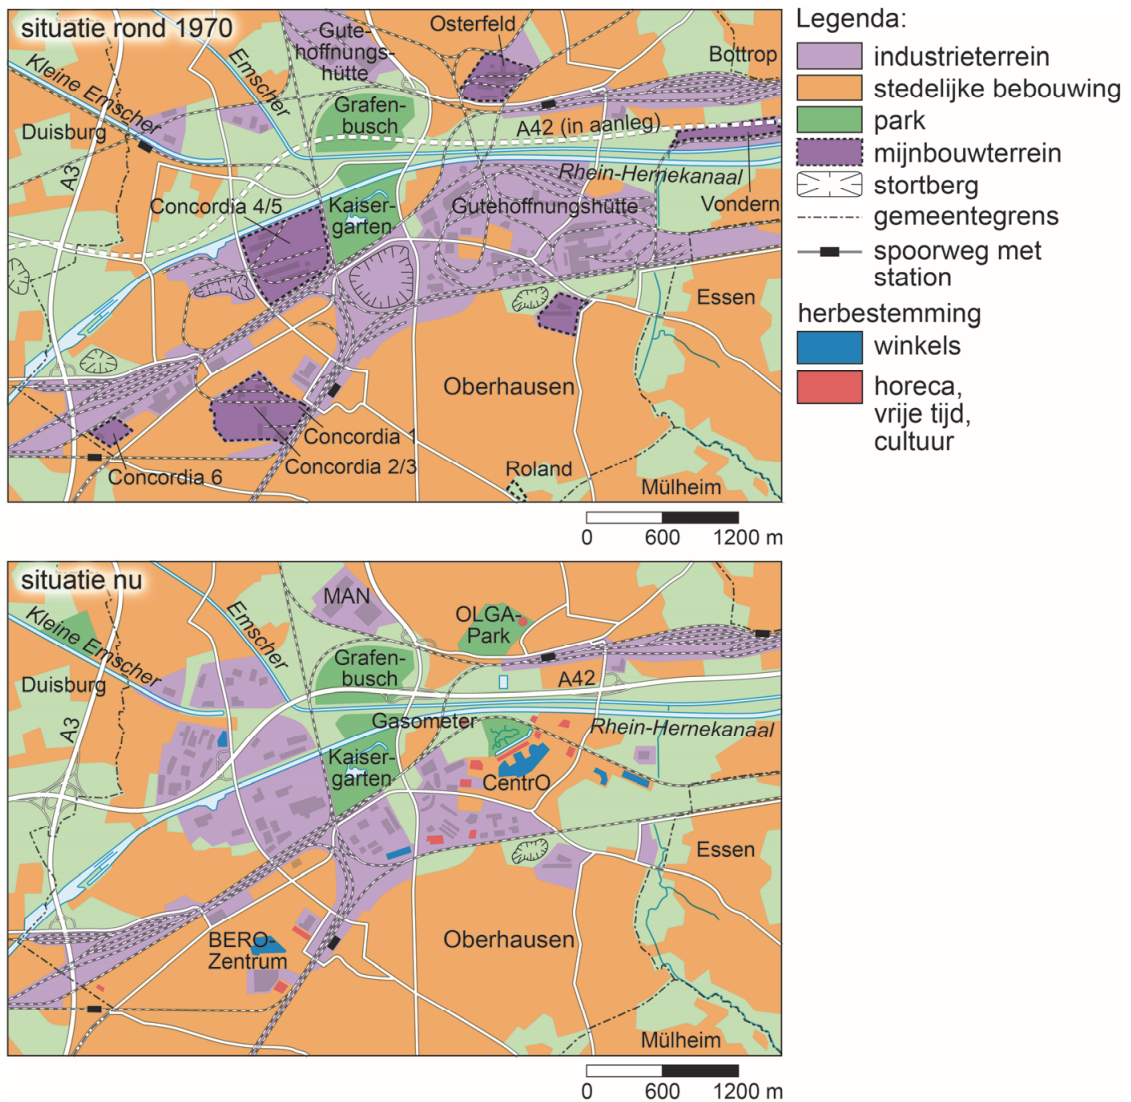 situatie rond 1970
Kleine Emscher
Emscher
Gute-
hoffnungs-
hütte
Osterfeld
Bottrop
Duisburg
A3
Grafen-
busch
A42 (in aanleg)
Rhein-Hernekanaal
Concordia 4/5
Kaiser-
gärten
Gutehoffnungshütte
Vondern
Essen
Oberhausen
Concordia 1
Concordia 2/3
Concordia 6
Roland
Mülheim
0 600 1200 m
Legenda:
industrieterrein
stedelijke bebouwing
park
mijnbouwterrein
stortberg
gemeentegrens
spoorweg met
station
herbestemming
winkels
horeca,
vrije tijd,
cultuur
situatie nu
Kleine Emscher
Emscher
MAN
OLGA-
Park
Duisburg
A3
Grafen-
busch
A42
Gasometer
Rhein-Hernekanaal
Kaiser-
gärten
CentrO
Essen
BERO-
Zentrum
Oberhausen
Mülheim
0 600 1200 m